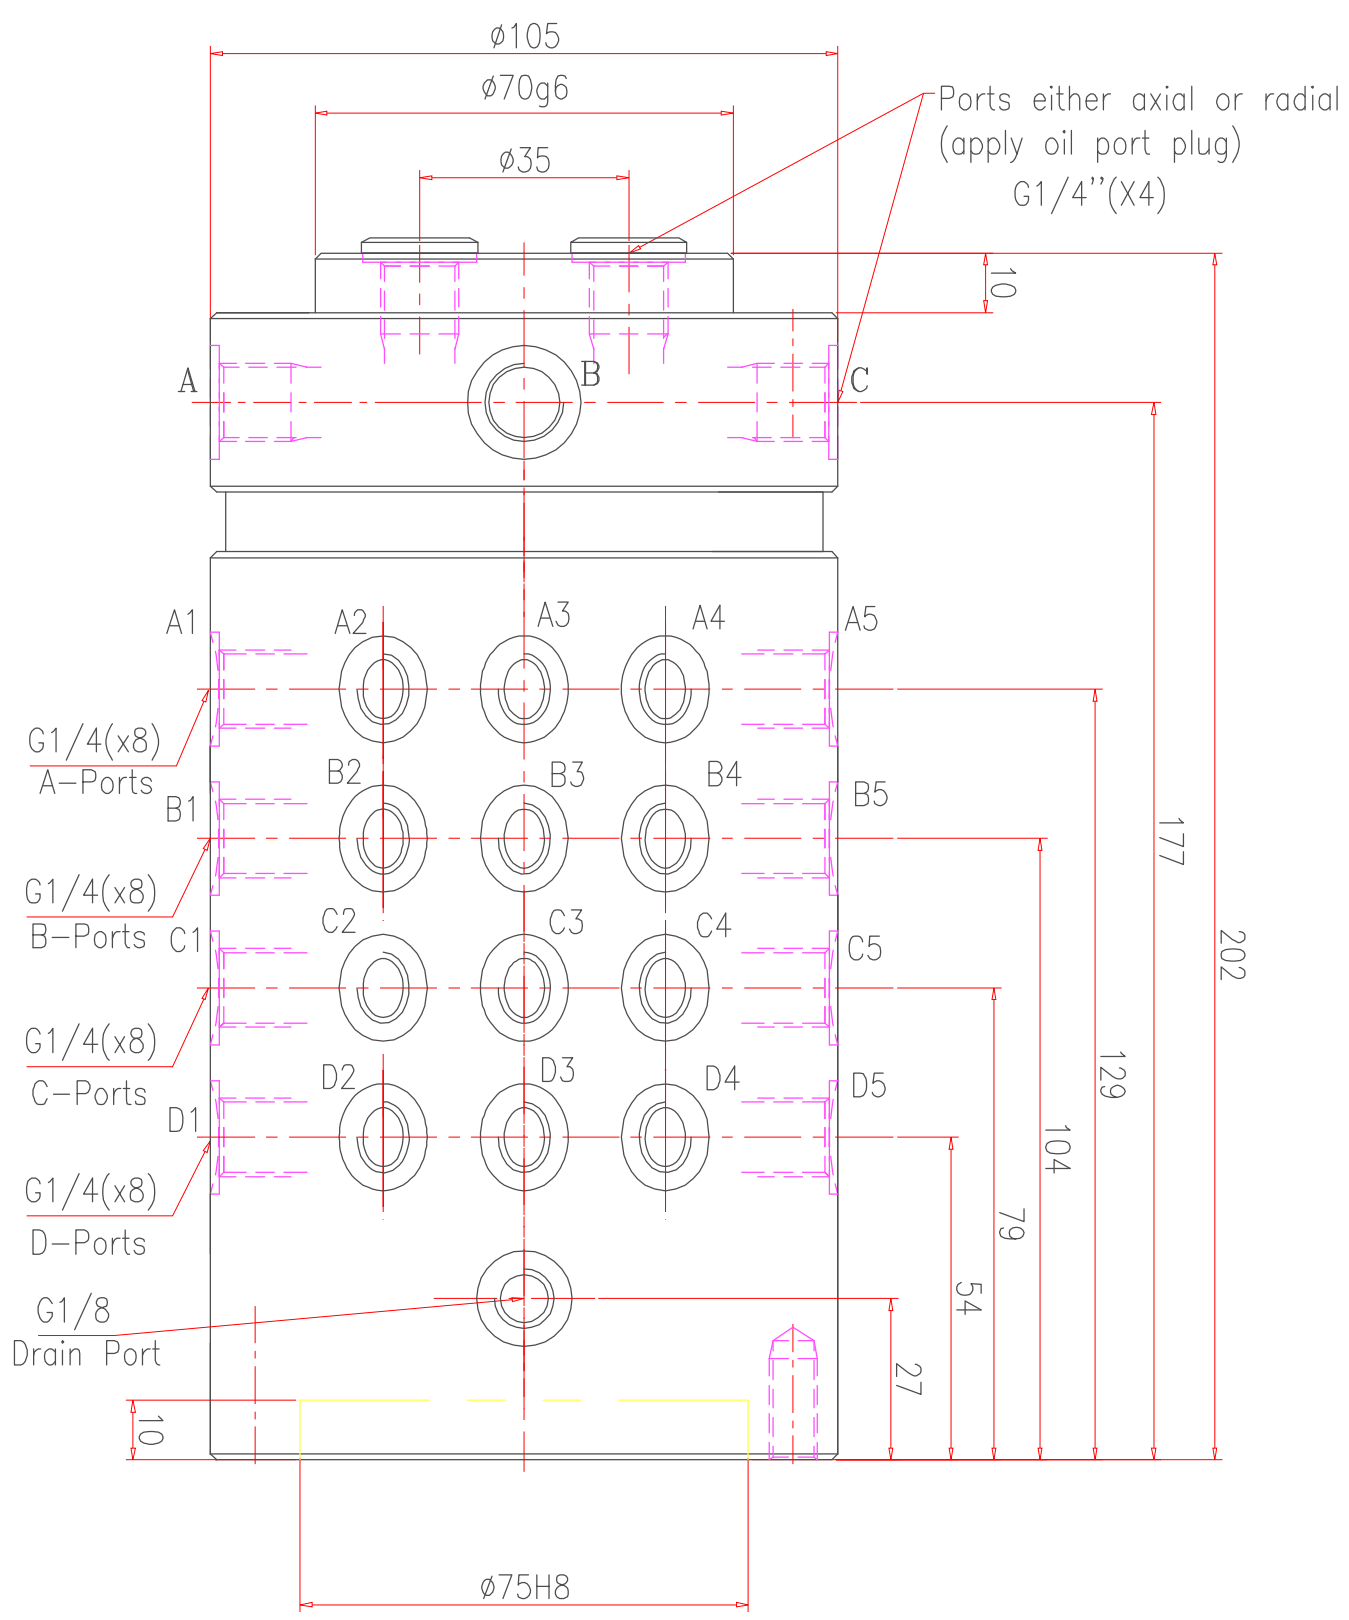 ø105
ø70g6
ø35
Ports either axial or radial
(apply oil port plug)
G1/4’’(X4)
10
A
B
C
A1
A2
A3
A4
A5
G1/4(x8)
A-Ports
B1
B2
B3
B4
B5
177
G1/4(x8)
B-Ports
C1
C2
C3
C4
C5
202
G1/4(x8)
C-Ports
129
D1
D2
D3
D4
D5
104
G1/4(x8)
D-Ports
79
G1/8
Drain Port
54
27
10
ø75H8